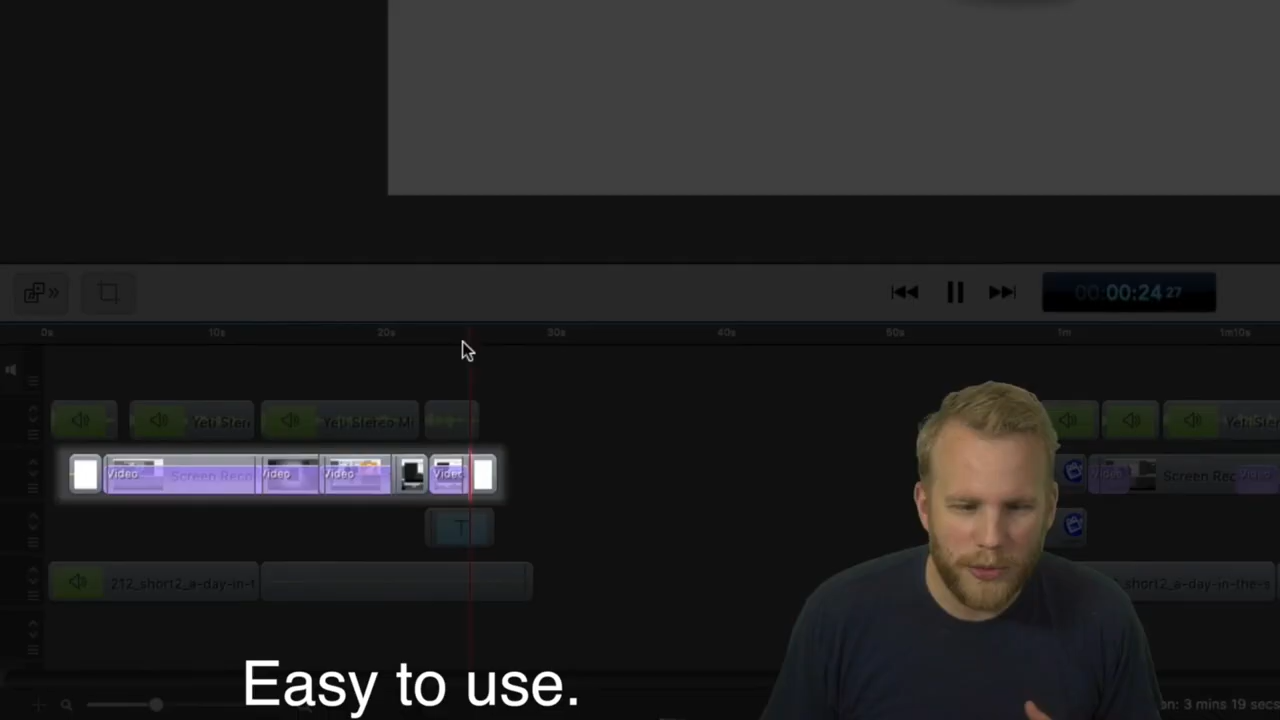 00:00:24 27
0s 10s 20s 30s 40s 50s 1m 1m10s
Yeti Ster Yeti Stereo Mi Yeti Ste
Video Screen Reco Video Video Video Screen Rec
T
212_short2_a-day-in-t short2_a-day-in-the-s
Easy to use.
on: 3 mins 19 secs